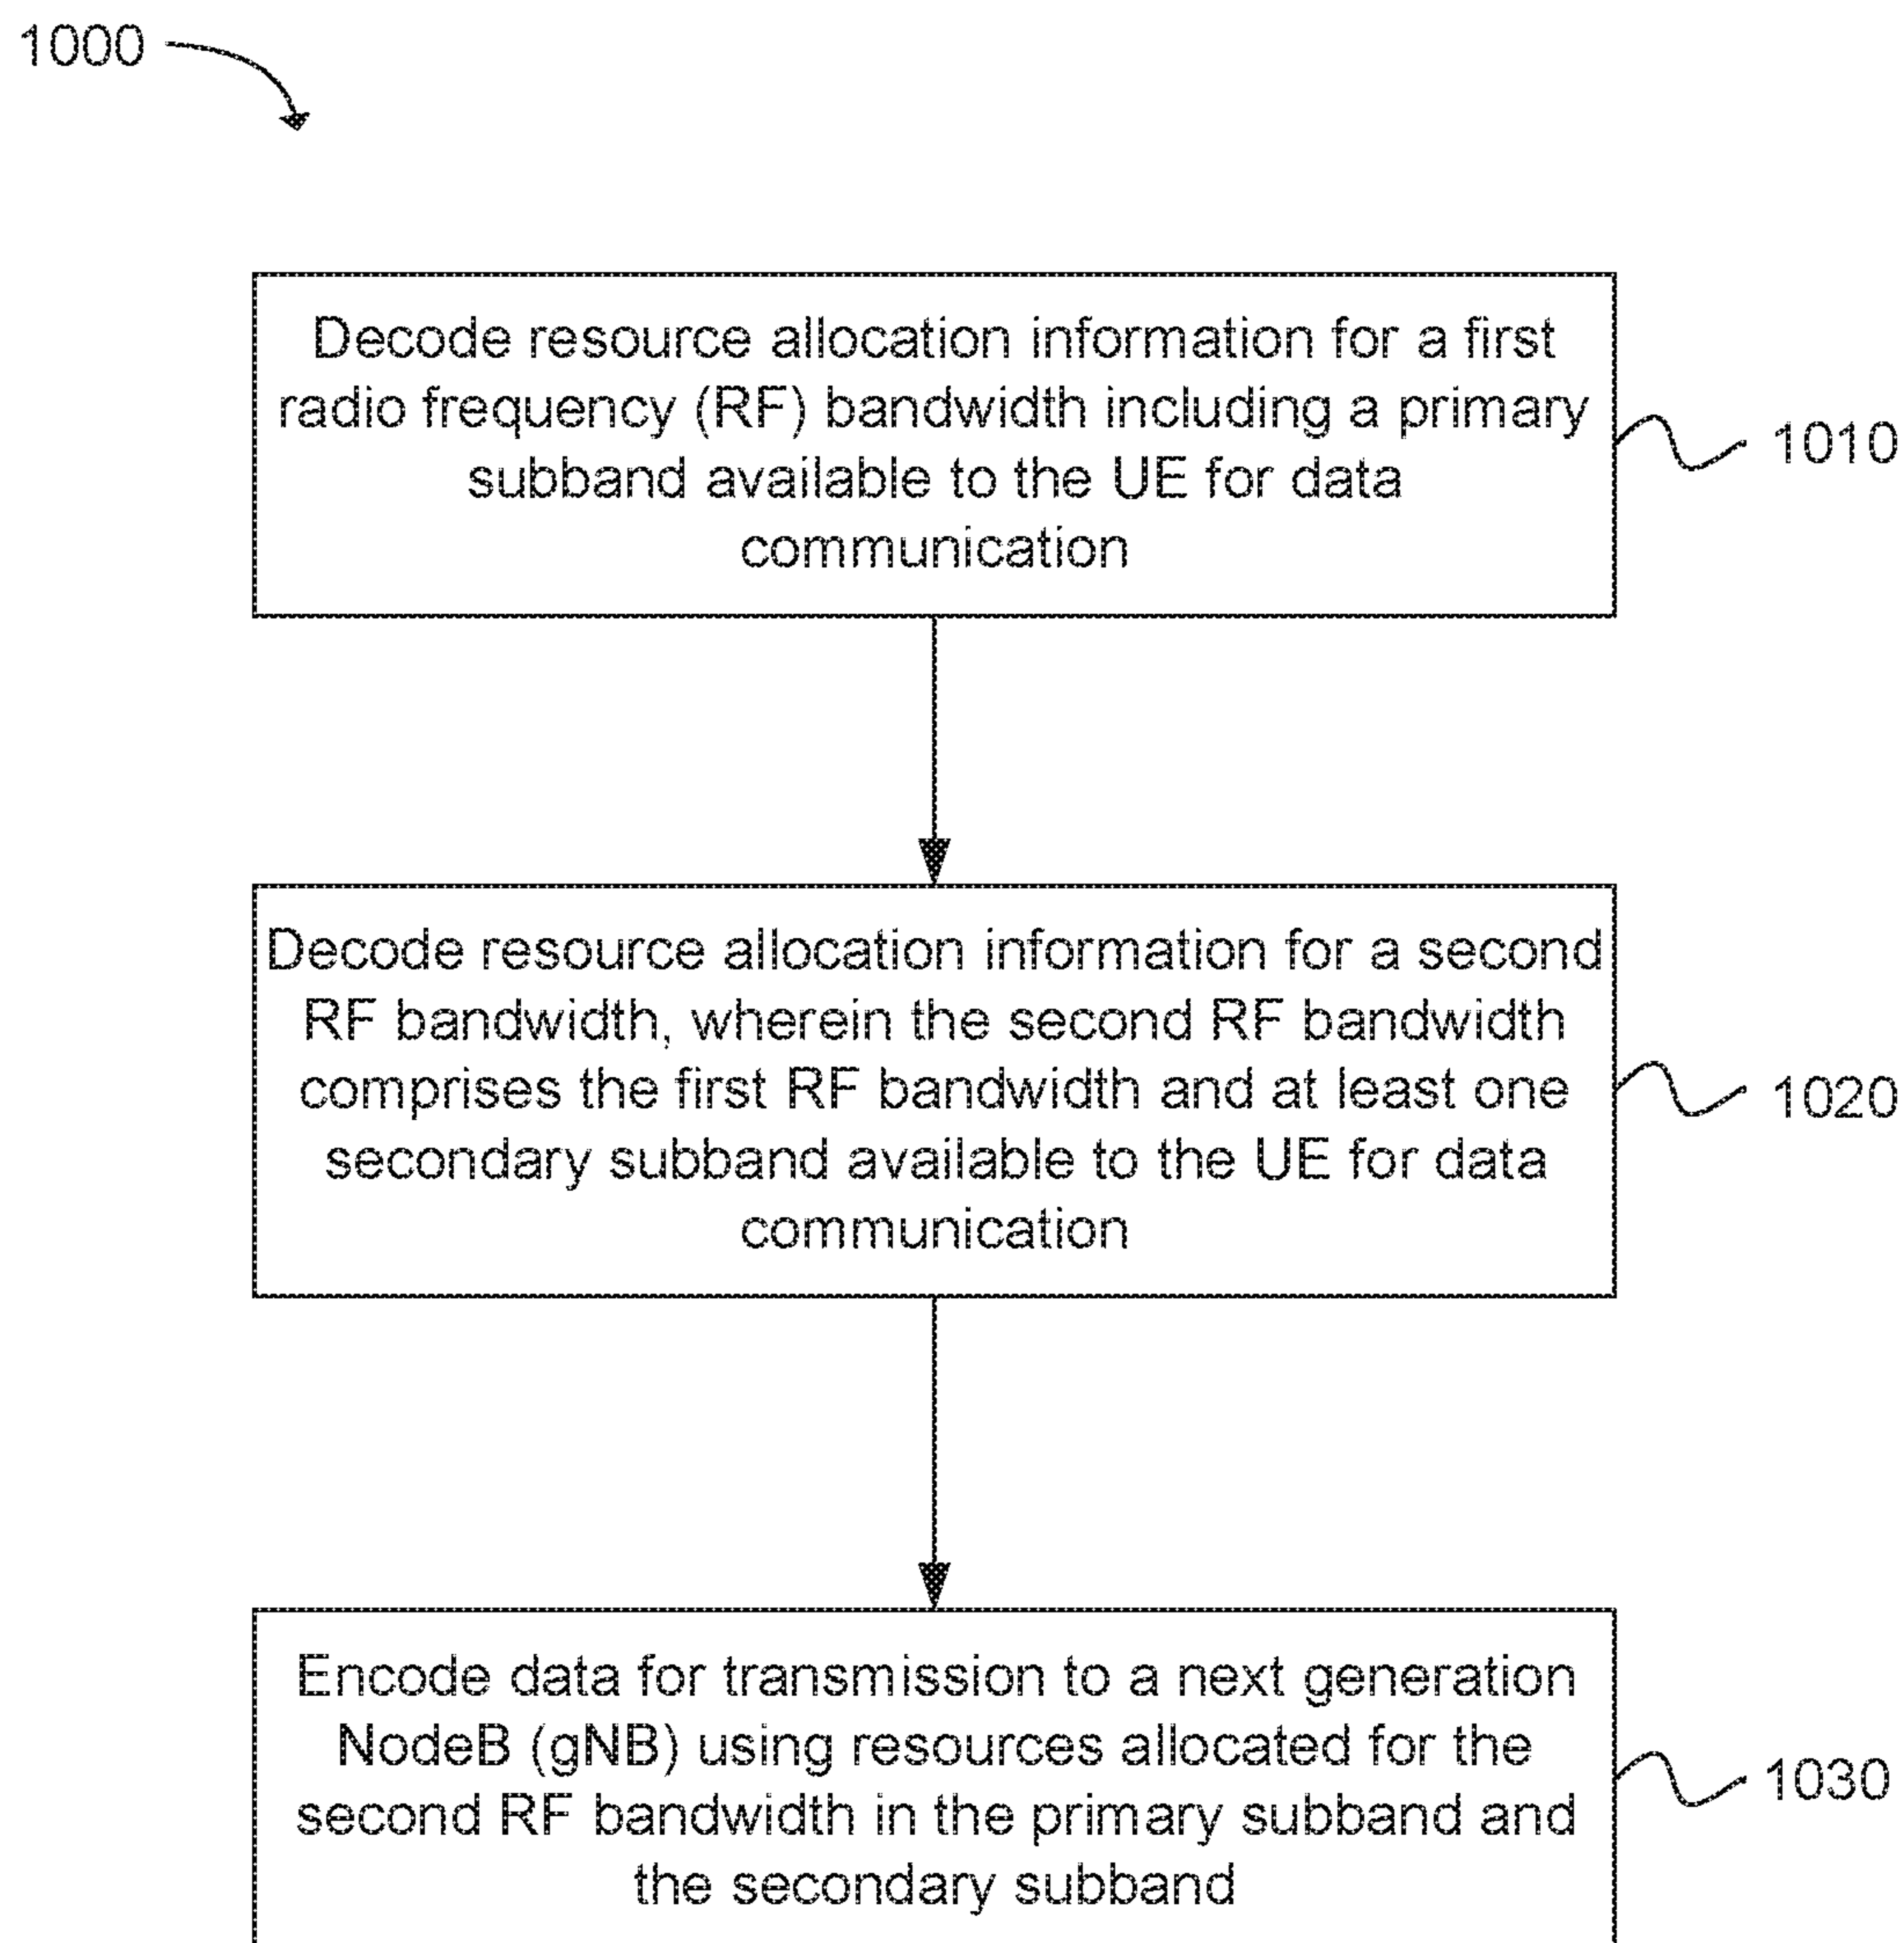 1000
Decode resource allocation information for a first
radio frequency (RF) bandwidth including a primary
subband available to the UE for data
communication
1010
Decode resource allocation information for a second
RF bandwidth, wherein the second RF bandwidth
comprises the first RF bandwidth and at least one
secondary subband available to the UE for data
communication
1020
Encode data for transmission to a next generation
NodeB (gNB) using resources allocated for the
second RF bandwidth in the primary subband and
the secondary subband
1030